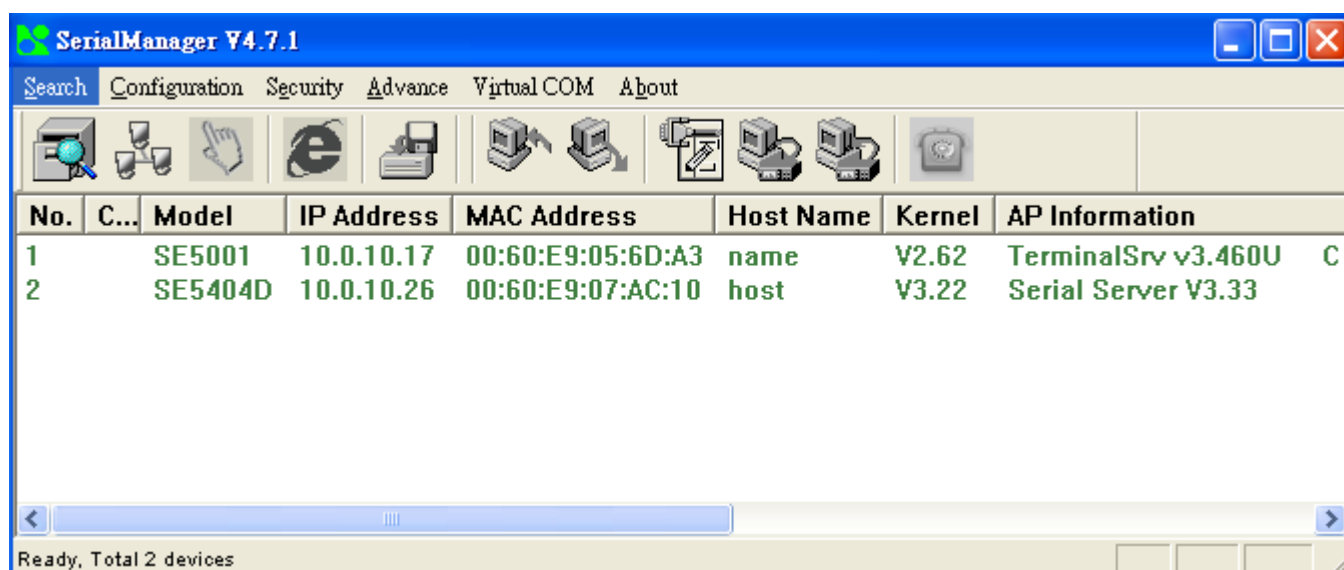 SerialManager V4.7.1
Search Configuration Security Advance Virtual COM About
No. C... Model IP Address MAC Address Host Name Kernel AP Information
1 SE5001 10.0.10.17 00:60:E9:05:6D:A3 name V2.62 TerminalSrv v3.460U C
2 SE5404D 10.0.10.26 00:60:E9:07:AC:10 host V3.22 Serial Server V3.33
Ready, Total 2 devices